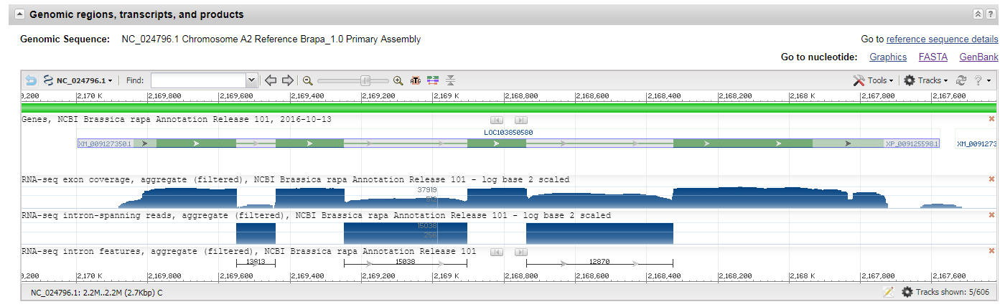 Genomic regions, transcripts, and products
Genomic Sequence: NC_024796.1 Chromosome A2 Reference Brapa_1.0 Primary Assembly
Go to reference sequence details
Go to nucleotide: Graphics FASTA GenBank
NC_024796.1 Find: Tools Tracks ?
0,200 2,170 K 2,169,800 2,169,600 2,169,400 2,169,200 2,169 K 2,168,800 2,168,600 2,168,400 2,168,200 2,168 K 2,167,800 2,167,600
Genes, NCBI Brassica rapa Annotation Release 101, 2016-10-13
LOC103850580
XM_009127350.1 XP_009125598.1 XM_0091273
RNA-seq exon coverage, aggregate (filtered), NCBI Brassica rapa Annotation Release 101 - log base 2 scaled
37919
RNA-seq intron-spanning reads, aggregate (filtered), NCBI Brassica rapa Annotation Release 101 - log base 2 scaled
15038
256
RNA-seq intron features, aggregate (filtered), NCBI Brassica rapa Annotation Release 101
13813 15038 12870
0,200 2,170 K 2,169,800 2,169,600 2,169,400 2,169,200 2,169 K 2,168,800 2,168,600 2,168,400 2,168,200 2,168 K 2,167,800 2,167,600
NC_024796.1: 2.2M..2.2M (2.7Kbp) C Tracks shown: 5/606